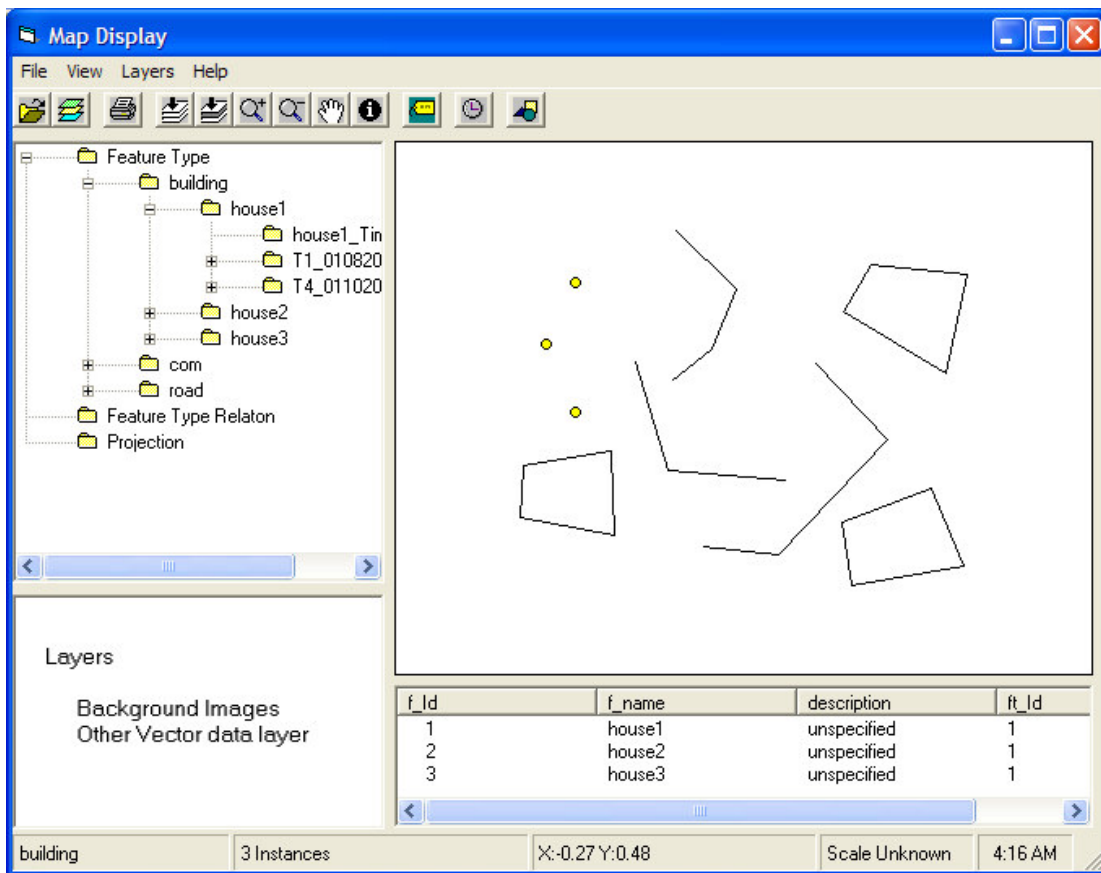 Map Display
File View Layers Help
Feature Type
building
house1
house1_Tin
T1_010820
T4_011020
house2
house3
com
road
Feature Type Relaton
Projection
Layers
Background Images
Other Vector data layer
f_Id f_name description ft_Id
1 house1 unspecified 1
2 house2 unspecified 1
3 house3 unspecified 1
building 3 Instances X:-0.27 Y:0.48 Scale Unknown 4:16 AM